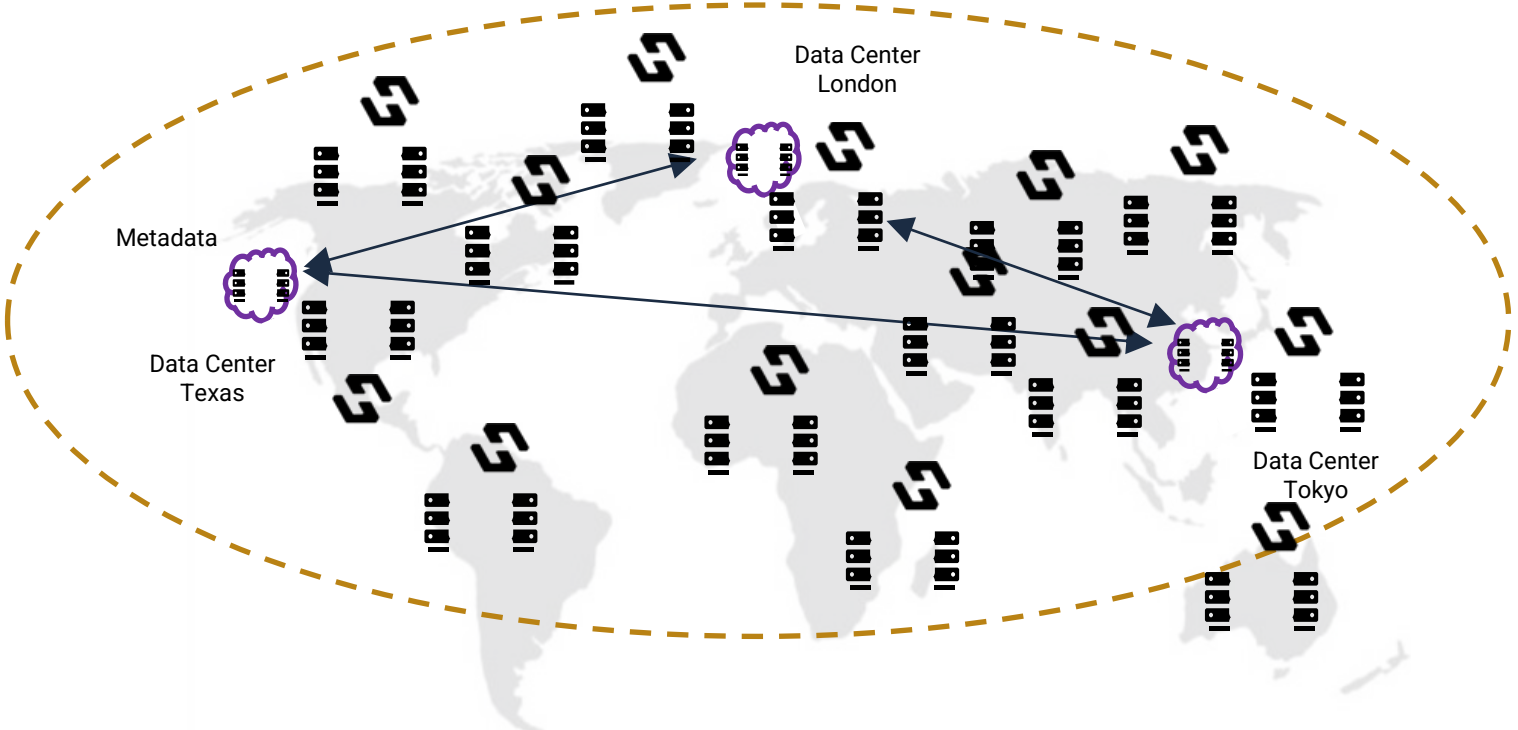 Data Center
London
Metadata
Data Center
Texas
Data Center
Tokyo